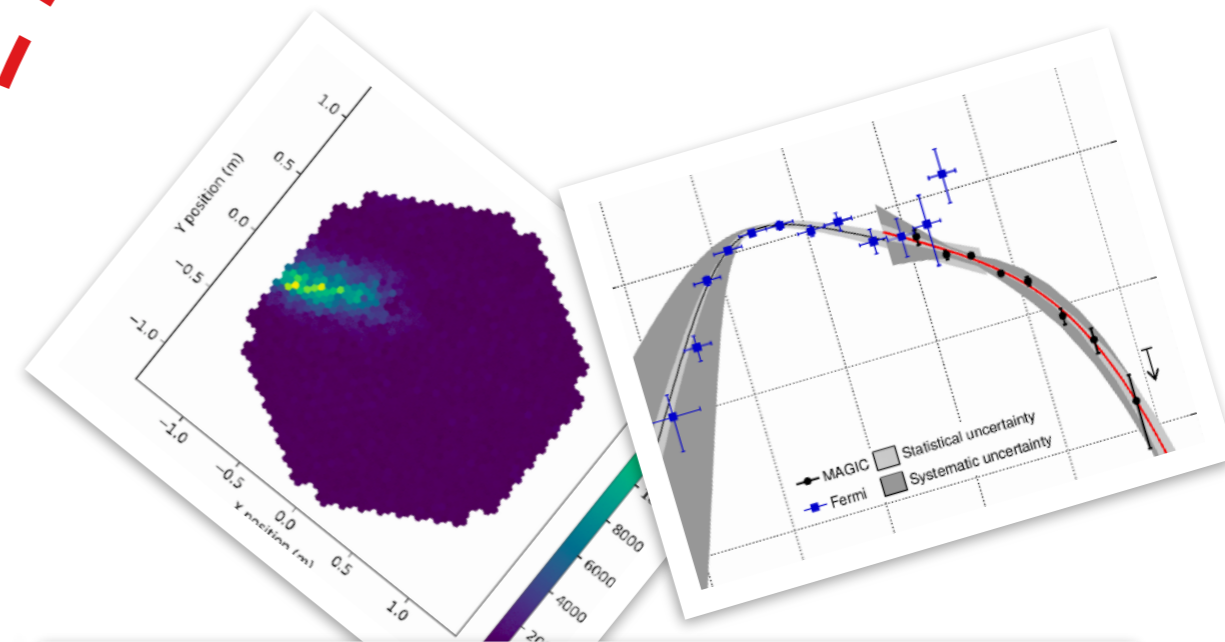 1.0
0.5
0.0
−0.5
−1.0
Y position (m)
−1.0
−0.5
0.0
0.5
1.0
8000
6000
4000
MAGIC
Fermi
Statistical uncertainty
Systematic uncertainty